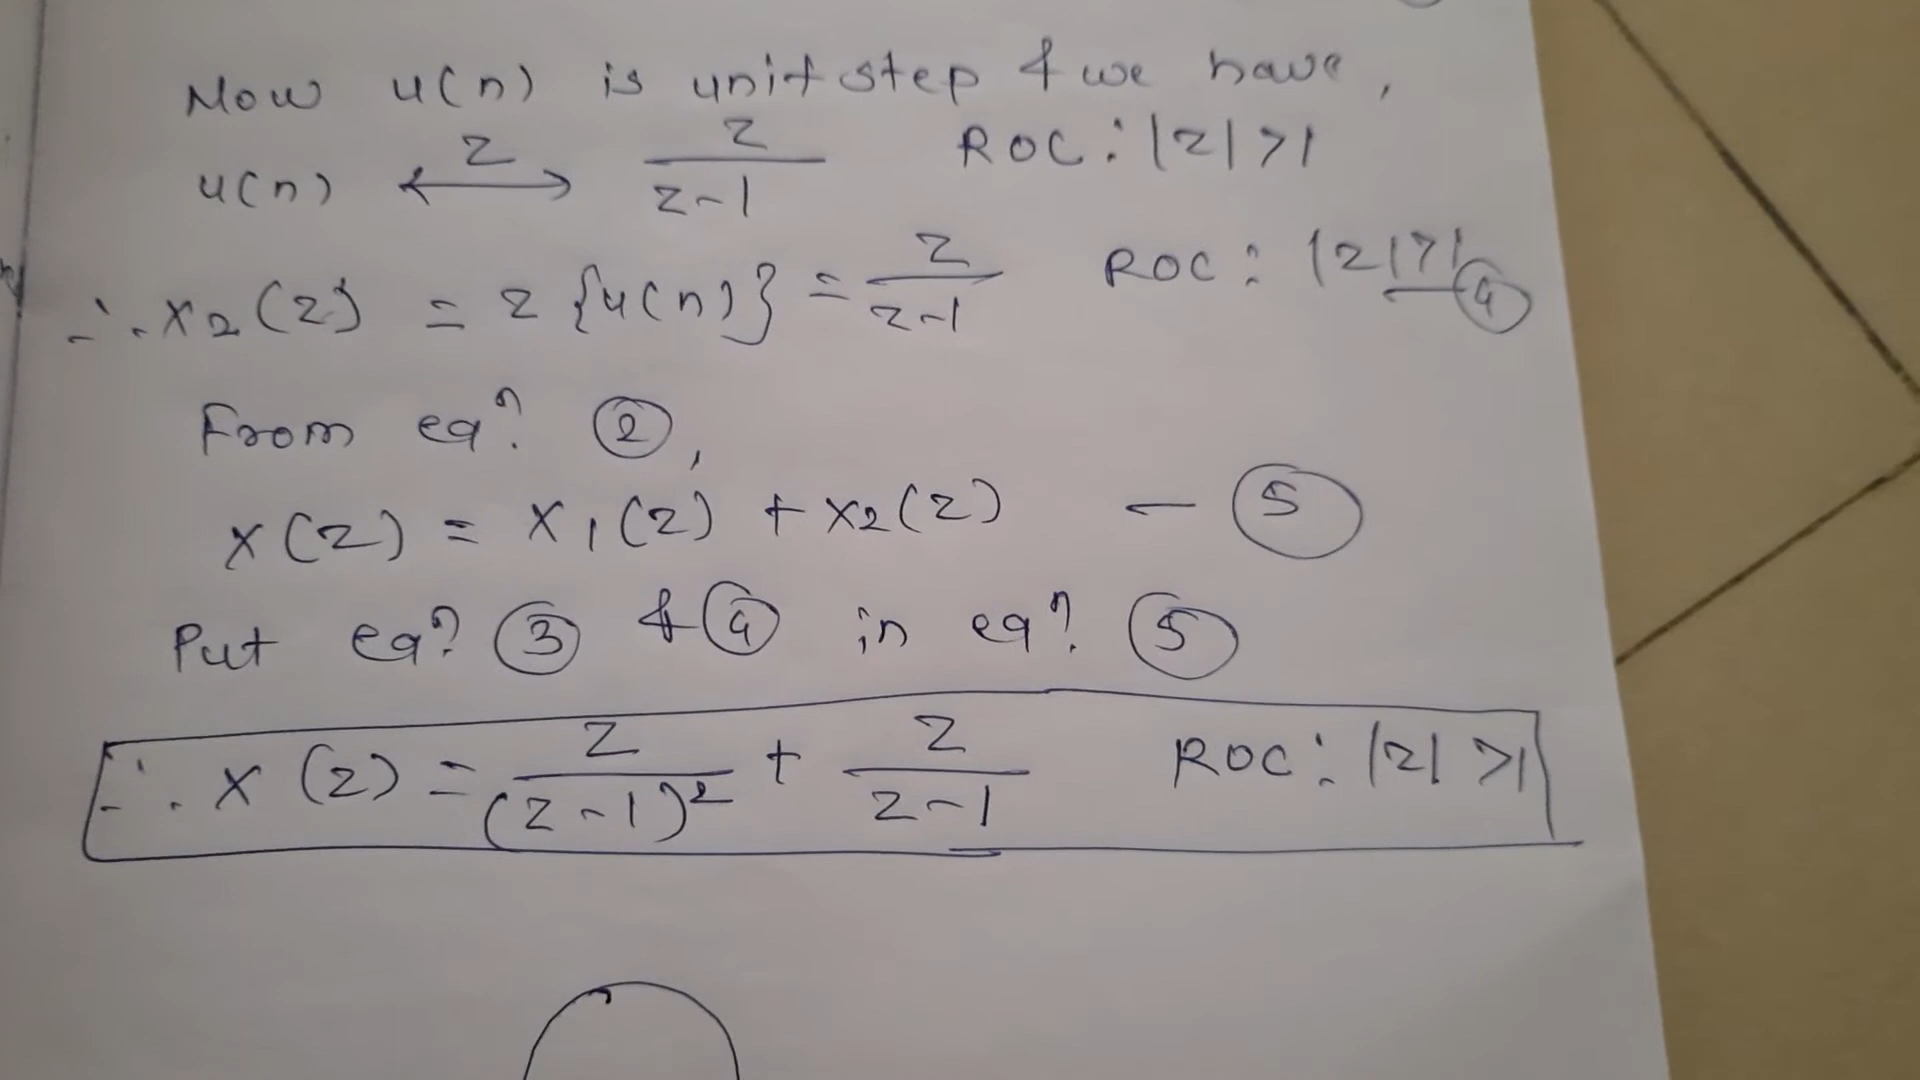 Now u(n) is unit step & we have,
u(n) <-Z-> z/(z-1) ROC: |z|>1
∴ x2(z) = z {u(n)} = z/(z-1) ROC: |z|>1 — ④
From eqn. ②,
x(z) = x1(z) + x2(z) — ⑤
Put eqn. ③ & ④ in eqn. ⑤
∴ x(z) = z/(z-1)² + z/(z-1) ROC: |z|>1